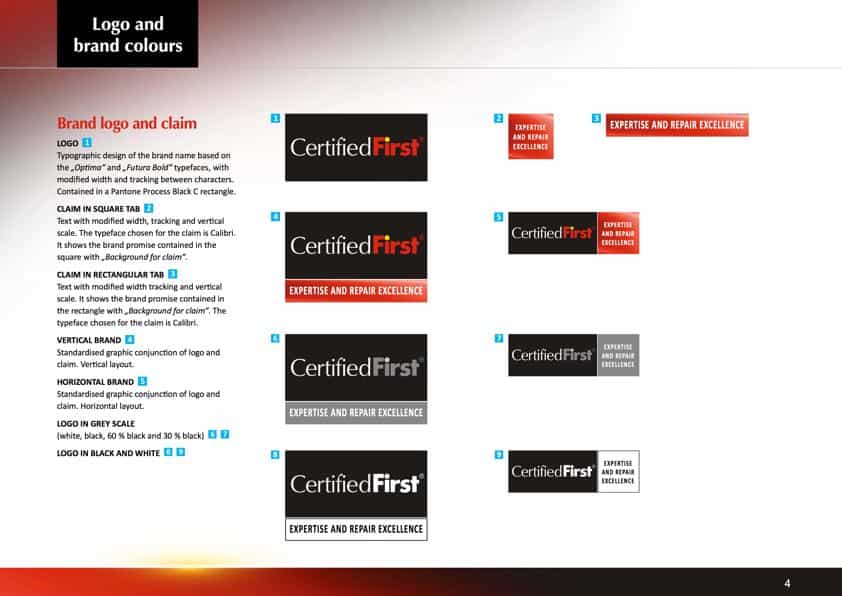 Logo and
brand colours
Brand logo and claim
LOGO 1
Typographic design of the brand name based on
the „Optima“ and „Futura Bold“ typefaces, with
modified width and tracking between characters.
Contained in a Pantone Process Black C rectangle.
CLAIM IN SQUARE TAB 2
Text with modified width, tracking and vertical
scale. The typeface chosen for the claim is Calibri.
It shows the brand promise contained in the
square with „Background for claim“.
CLAIM IN RECTANGULAR TAB 3
Text with modified width tracking and vertical
scale. It shows the brand promise contained in
the rectangle with „Background for claim“. The
typeface chosen for the claim is Calibri.
VERTICAL BRAND 4
Standardised graphic conjunction of logo and
claim. Vertical layout.
HORIZONTAL BRAND 5
Standardised graphic conjunction of logo and
claim. Horizontal layout.
LOGO IN GREY SCALE
(white, black, 60 % black and 30 % black) 6 7
LOGO IN BLACK AND WHITE 8 9
1
CertifiedFirst®
2
EXPERTISE
AND REPAIR
EXCELLENCE
3
EXPERTISE AND REPAIR EXCELLENCE
4
CertifiedFirst®
EXPERTISE AND REPAIR EXCELLENCE
5
CertifiedFirst®
EXPERTISE
AND REPAIR
EXCELLENCE
6
CertifiedFirst®
EXPERTISE AND REPAIR EXCELLENCE
7
CertifiedFirst®
EXPERTISE
AND REPAIR
EXCELLENCE
8
CertifiedFirst®
EXPERTISE AND REPAIR EXCELLENCE
9
CertifiedFirst®
EXPERTISE
AND REPAIR
EXCELLENCE
4